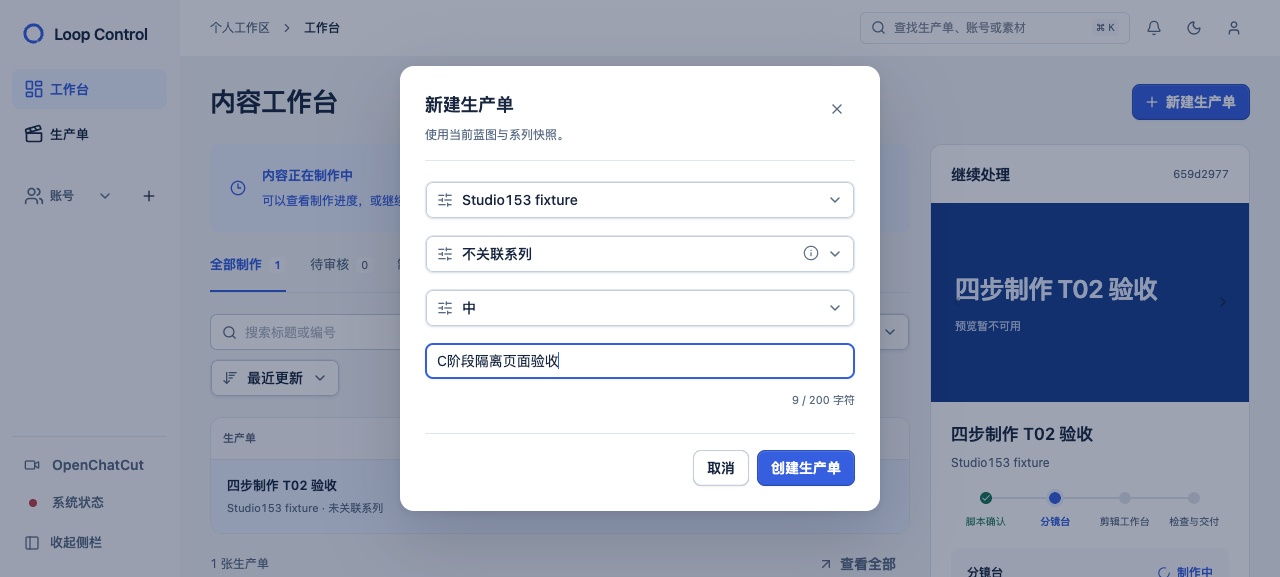 Loop Control
个人工作区 > 工作台
查找生产单、账号或素材 ⌘ K
工作台
生产单
账号
内容工作台
新建生产单
内容正在制作中
可以查看制作进度，或继续
全部制作 1 待审核 0
搜索标题或编号
最近更新
生产单
四步制作 T02 验收
Studio153 fixture · 未关联系列
1 张生产单
查看全部
新建生产单
使用当前蓝图与系列快照。
Studio153 fixture
不关联系列
中
C阶段隔离页面验收
9 / 200 字符
取消 创建生产单
继续处理 659d2977
四步制作 T02 验收
预览暂不可用
四步制作 T02 验收
Studio153 fixture
脚本确认 分镜台 剪辑工作台 检查与交付
分镜台 制作中
OpenChatCut
系统状态
收起侧栏